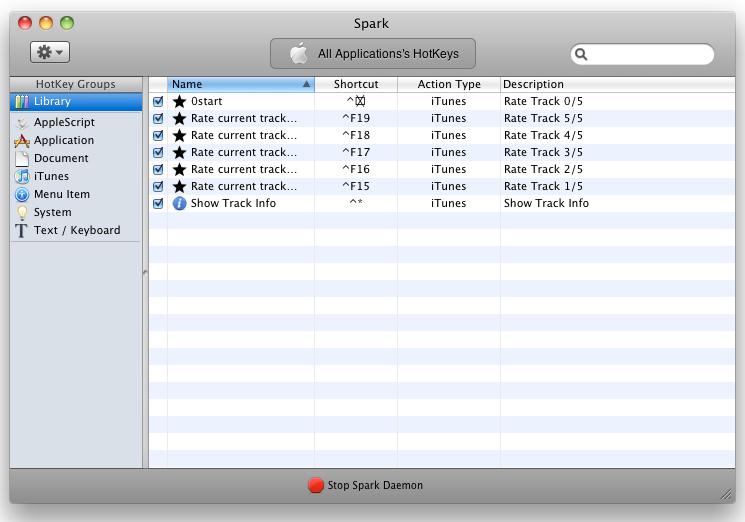 Spark
All Applications's HotKeys
HotKey Groups
Library
AppleScript
Application
Document
iTunes
Menu Item
System
Text / Keyboard
Name Shortcut Action Type Description
0start ^ iTunes Rate Track 0/5
Rate current track... ^F19 iTunes Rate Track 5/5
Rate current track... ^F18 iTunes Rate Track 4/5
Rate current track... ^F17 iTunes Rate Track 3/5
Rate current track... ^F16 iTunes Rate Track 2/5
Rate current track... ^F15 iTunes Rate Track 1/5
Show Track Info ^* iTunes Show Track Info
Stop Spark Daemon